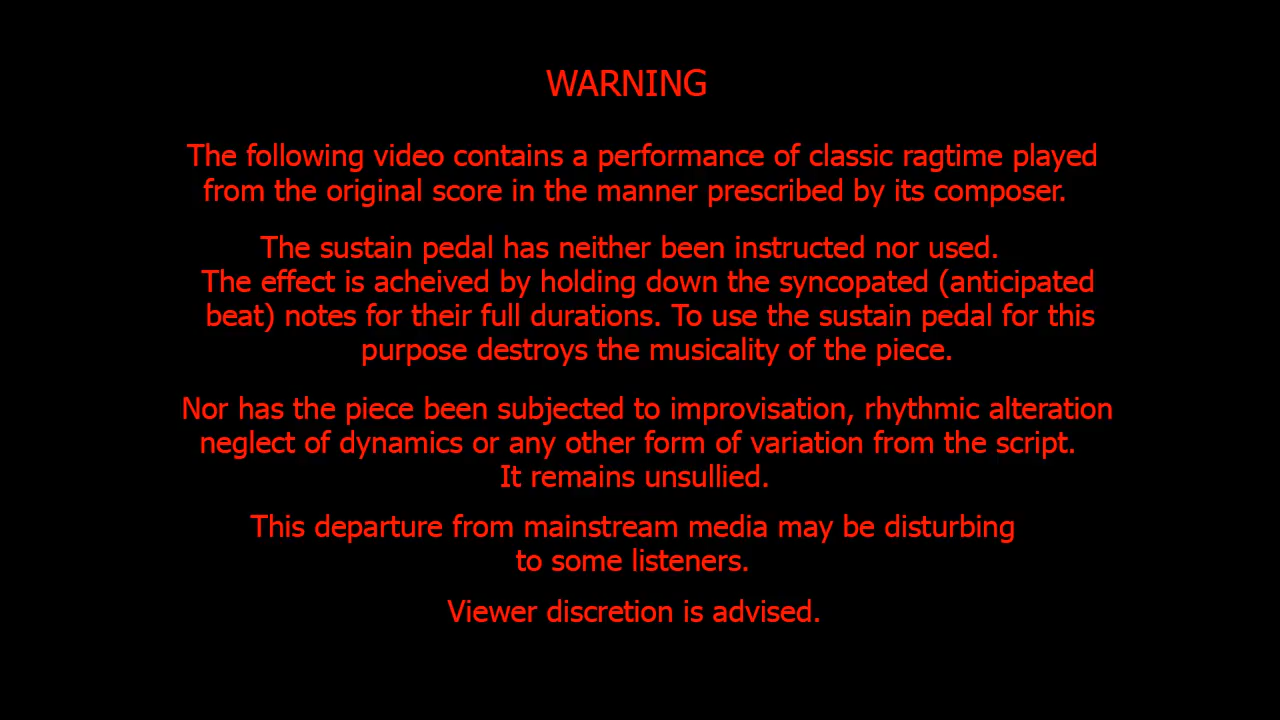 WARNING
The following video contains a performance of classic ragtime played
from the original score in the manner prescribed by its composer.
The sustain pedal has neither been instructed nor used.
The effect is acheived by holding down the syncopated (anticipated
beat) notes for their full durations. To use the sustain pedal for this
purpose destroys the musicality of the piece.
Nor has the piece been subjected to improvisation, rhythmic alteration
neglect of dynamics or any other form of variation from the script.
It remains unsullied.
This departure from mainstream media may be disturbing
to some listeners.
Viewer discretion is advised.